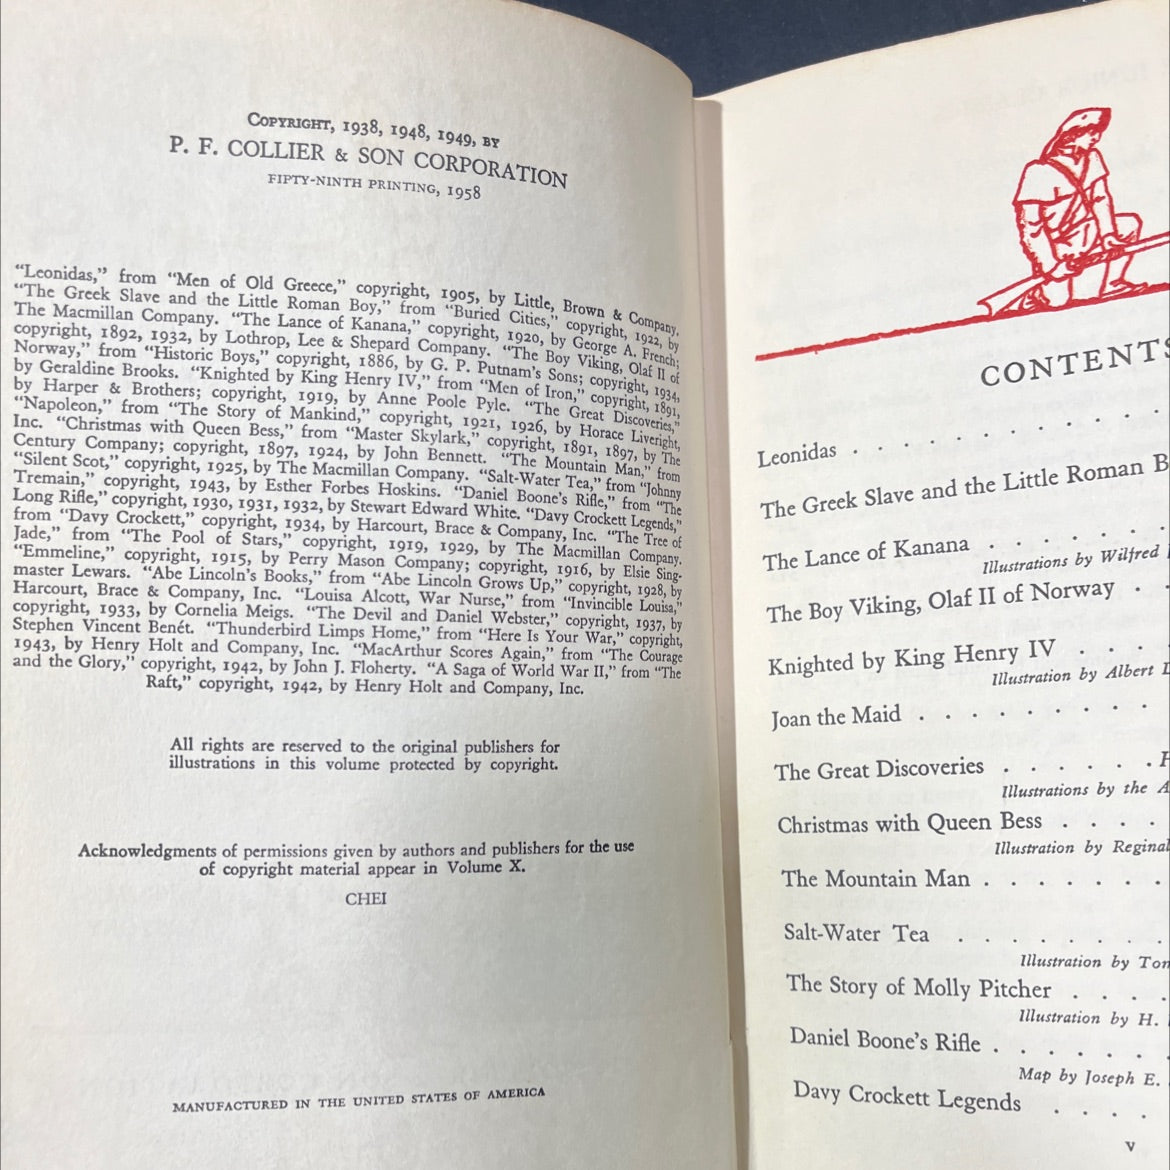 COPYRIGHT, 1938, 1948, 1949, BY
P. F. COLLIER & SON CORPORATION
FIFTY-NINTH PRINTING, 1958
“Leonidas,” from “Men of Old Greece,” copyright, 1905, by Little, Brown & Company.
“The Greek Slave and the Little Roman Boy,” from “Buried Cities,” copyright, 1922, by
The Macmillan Company. “The Lance of Kanana,” copyright, 1920, by George A. French;
copyright, 1892, 1932, by Lothrop, Lee & Shepard Company. “The Boy Viking, Olaf II of
Norway,” from “Historic Boys,” copyright, 1886, by G. P. Putnam’s Sons; copyright, 1934,
by Geraldine Brooks. “Knighted by King Henry IV,” from “Men of Iron,” copyright, 1891,
by Harper & Brothers; copyright, 1919, by Anne Poole Pyle. “The Great Discoveries,”
“Napoleon,” from “The Story of Mankind,” copyright, 1921, 1926, by Horace Liveright,
Inc. “Christmas with Queen Bess,” from “Master Skylark,” copyright, 1891, 1897, by The
Century Company; copyright, 1897, 1924, by John Bennett. “The Mountain Man,” from
“Silent Scot,” copyright, 1925, by The Macmillan Company. “Salt-Water Tea,” from “Johnny
Tremain,” copyright, 1943, by Esther Forbes Hoskins. “Daniel Boone’s Rifle,” from “The
Long Rifle,” copyright, 1930, 1931, 1932, by Stewart Edward White. “Davy Crockett Legends,”
from “Davy Crockett,” copyright, 1934, by Harcourt, Brace & Company, Inc. “The Tree of
Jade,” from “The Pool of Stars,” copyright, 1919, 1929, by The Macmillan Company.
“Emmeline,” copyright, 1915, by Perry Mason Company; copyright, 1916, by Elsie Sing-
master Lewars. “Abe Lincoln’s Books,” from “Abe Lincoln Grows Up,” copyright, 1928, by
Harcourt, Brace & Company, Inc. “Louisa Alcott, War Nurse,” from “Invincible Louisa,”
copyright, 1933, by Cornelia Meigs. “The Devil and Daniel Webster,” copyright, 1937, by
Stephen Vincent Benét. “Thunderbird Limps Home,” from “Here Is Your War,” copyright,
1943, by Henry Holt and Company, Inc. “MacArthur Scores Again,” from “The Courage
and the Glory,” copyright, 1942, by John J. Floherty. “A Saga of World War II,” from “The
Raft,” copyright, 1942, by Henry Holt and Company, Inc.
All rights are reserved to the original publishers for
illustrations in this volume protected by copyright.
Acknowledgments of permissions given by authors and publishers for the use
of copyright material appear in Volume X.
CHEI
MANUFACTURED IN THE UNITED STATES OF AMERICA
CONTENTS
Leonidas . . . . . . . . . .
The Greek Slave and the Little Roman B
The Lance of Kanana . . . . . . .
Illustrations by Wilfred
The Boy Viking, Olaf II of Norway . .
Knighted by King Henry IV . . . .
Illustration by Albert
Joan the Maid . . . . . . . . .
The Great Discoveries . . . . . . H
Illustrations by the A
Christmas with Queen Bess . . . .
Illustration by Reginal
The Mountain Man . . . . . . .
Salt-Water Tea . . . . . . . .
Illustration by Ton
The Story of Molly Pitcher . . . .
Illustration by H.
Daniel Boone’s Rifle . . . . . . .
Map by Joseph E.
Davy Crockett Legends . . . .
v